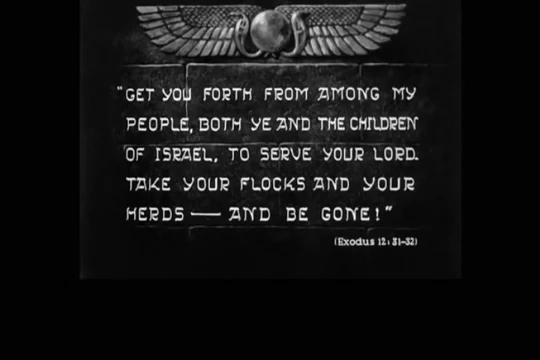 "GET YOU FORTH FROM AMONG MY
PEOPLE, BOTH YE AND THE CHILDREN
OF ISRAEL, TO SERVE YOUR LORD.
TAKE YOUR FLOCKS AND YOUR
HERDS — AND BE GONE!"
(Exodus 12:31-32)